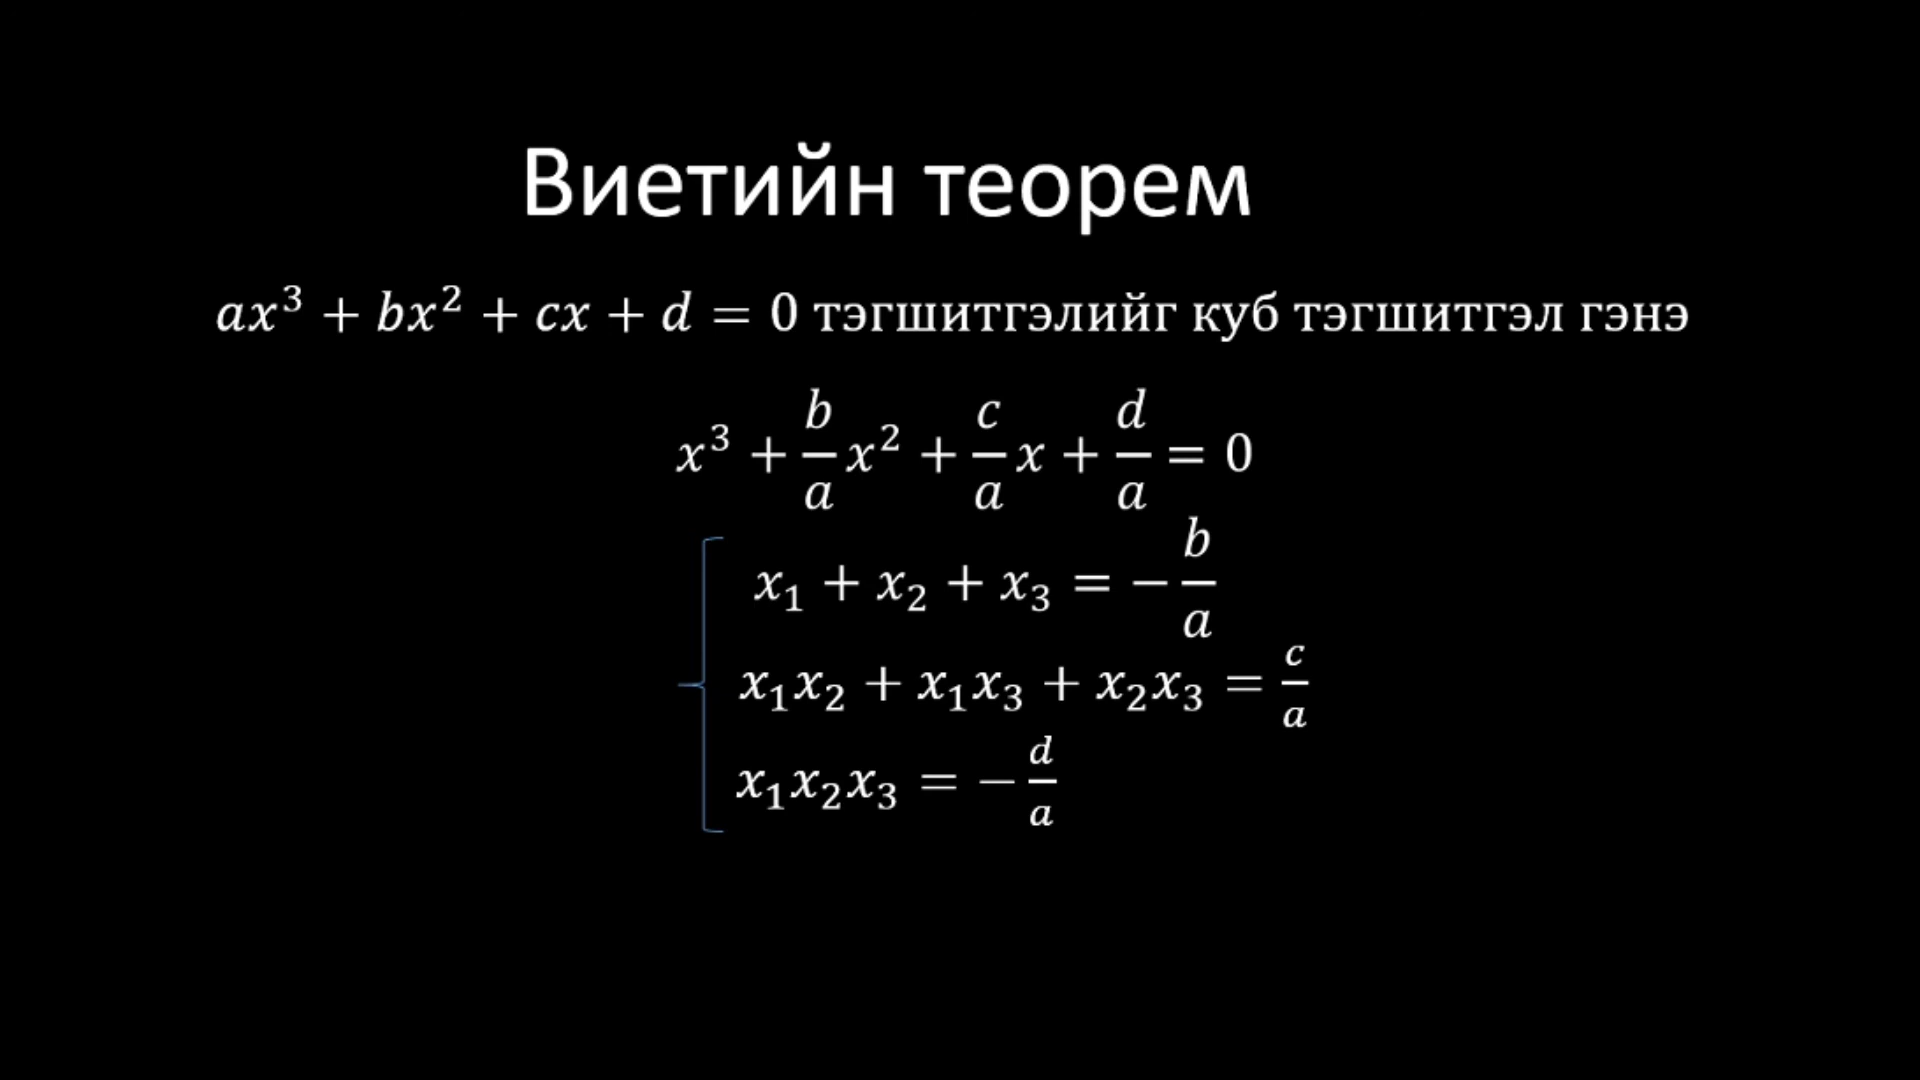 Виетийн теорем
ax³ + bx² + cx + d = 0 тэгшитгэлийг куб тэгшитгэл гэнэ
x³ + b/a x² + c/a x + d/a = 0
x₁ + x₂ + x₃ = − b/a
x₁x₂ + x₁x₃ + x₂x₃ = c/a
x₁x₂x₃ = − d/a